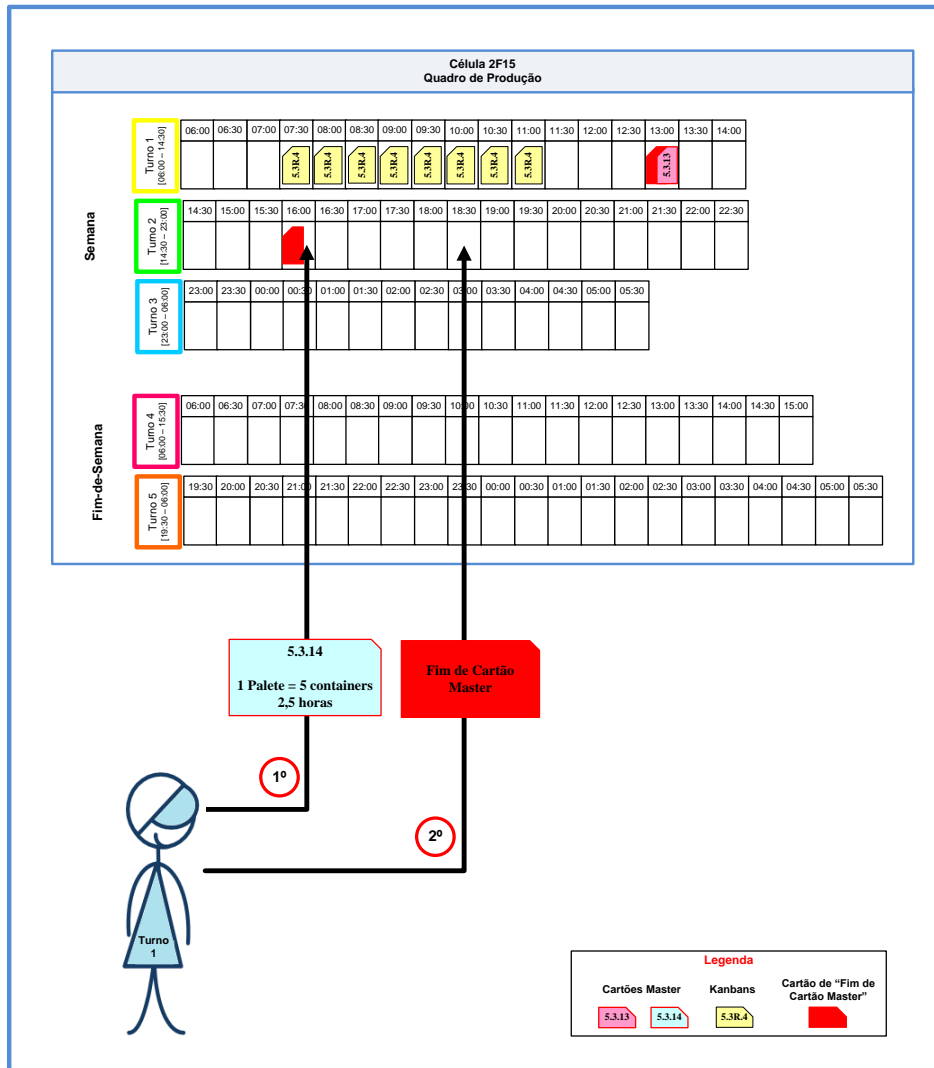 Célula 2F15
Quadro de Produção
Semana
Turno 1
[06:00 – 14:30]
06:00 06:30 07:00 07:30 08:00 08:30 09:00 09:30 10:00 10:30 11:00 11:30 12:00 12:30 13:00 13:30 14:00
5.3R.4 5.3R.4 5.3R.4 5.3R.4 5.3R.4 5.3R.4 5.3R.4 5.3R.4 5.3.13
Turno 2
[14:30 – 23:00]
14:30 15:00 15:30 16:00 16:30 17:00 17:30 18:00 18:30 19:00 19:30 20:00 20:30 21:00 21:30 22:00 22:30
Turno 3
[23:00 – 06:00]
23:00 23:30 00:00 00:30 01:00 01:30 02:00 02:30 03:00 03:30 04:00 04:30 05:00 05:30
Fim-de-Semana
Turno 4
[06:00 – 15:30]
06:00 06:30 07:00 07:30 08:00 08:30 09:00 09:30 10:00 10:30 11:00 11:30 12:00 12:30 13:00 13:30 14:00 14:30 15:00
Turno 5
[19:30 – 06:00]
19:30 20:00 20:30 21:00 21:30 22:00 22:30 23:00 23:30 00:00 00:30 01:00 01:30 02:00 02:30 03:00 03:30 04:00 04:30 05:00 05:30
5.3.14
1 Palete = 5 containers
2,5 horas
Fim de Cartão
Master
1º
2º
Turno
1
Legenda
Cartões Master
Kanbans
Cartão de “Fim de
Cartão Master”
5.3.13 5.3.14 5.3R.4